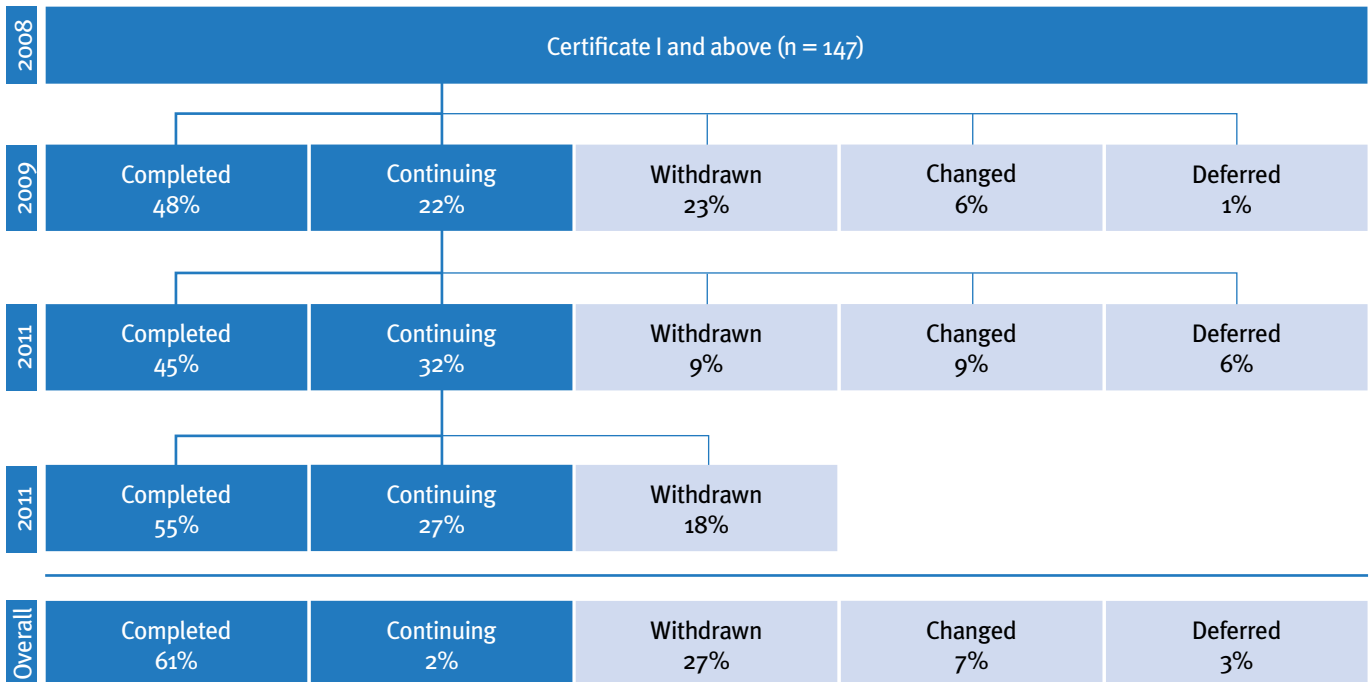 2008
Certificate I and above (n = 147)
2009
Completed
48%
Continuing
22%
Withdrawn
23%
Changed
6%
Deferred
1%
2011
Completed
45%
Continuing
32%
Withdrawn
9%
Changed
9%
Deferred
6%
2011
Completed
55%
Continuing
27%
Withdrawn
18%
Overall
Completed
61%
Continuing
2%
Withdrawn
27%
Changed
7%
Deferred
3%